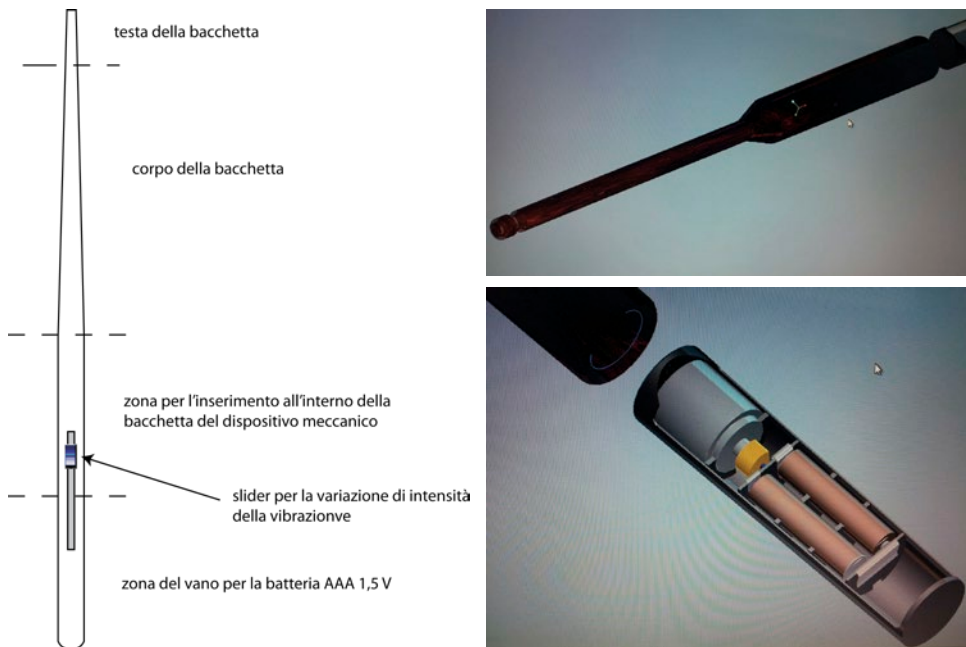 testa della bacchetta
corpo della bacchetta
zona per l'inserimento all'interno della
bacchetta del dispositivo meccanico
slider per la variazione di intensità
della vibrazionve
zona del vano per la batteria AAA 1,5 V